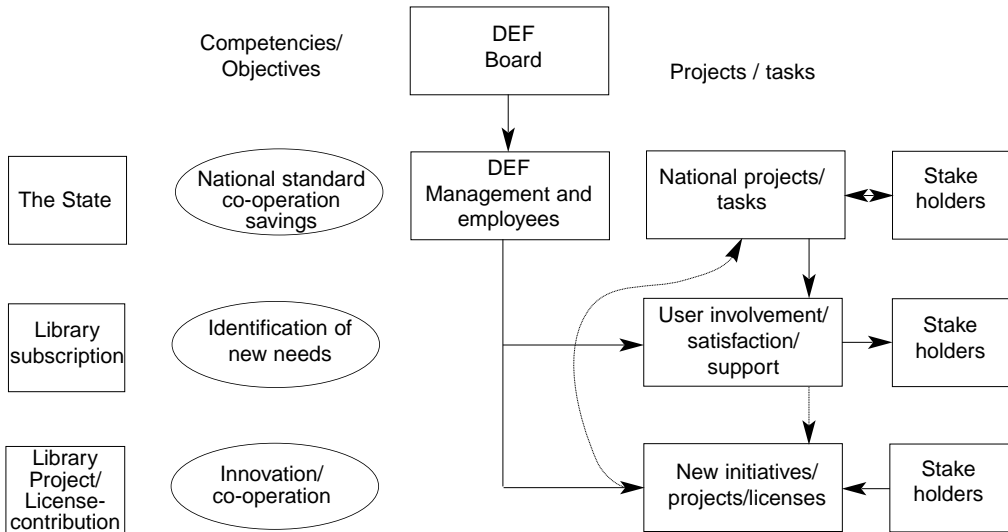 Competencies/
Objectives
DEF
Board
Projects / tasks
The State
National standard
co-operation
savings
DEF
Management and
employees
National projects/
tasks
Stake
holders
Library
subscription
Identification of
new needs
User involvement/
satisfaction/
support
Stake
holders
Library
Project/
License-
contribution
Innovation/
co-operation
New initiatives/
projects/licenses
Stake
holders